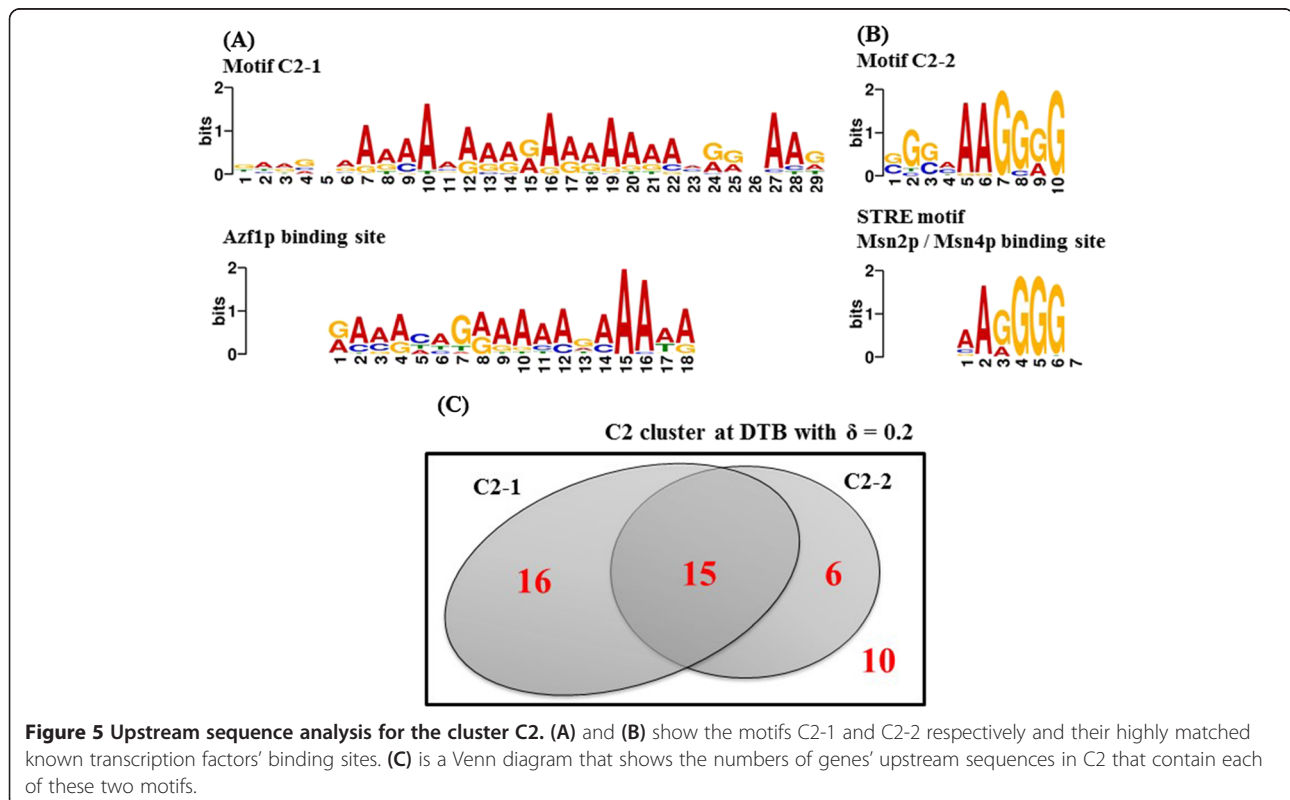 (A)
Motif C2-1
2
1
0
bits
1 2 3 4 5 6 7 8 9 10 11 12 13 14 15 16 17 18 19 20 21 22 23 24 25 26 27 28 29
Azf1p binding site
2
1
0
bits
1 2 3 4 5 6 7 8 9 10 11 12 13 14 15 16 17 18
(B)
Motif C2-2
2
1
0
bits
1 2 3 4 5 6 7 8 9 10
STRE motif
Msn2p / Msn4p binding site
2
1
0
bits
1 2 3 4 5 6 7
(C)
C2 cluster at DTB with δ = 0.2
C2-1
C2-2
16
15
6
10
Figure 5 Upstream sequence analysis for the cluster C2. (A) and (B) show the motifs C2-1 and C2-2 respectively and their highly matched
known transcription factors’ binding sites. (C) is a Venn diagram that shows the numbers of genes’ upstream sequences in C2 that contain each
of these two motifs.